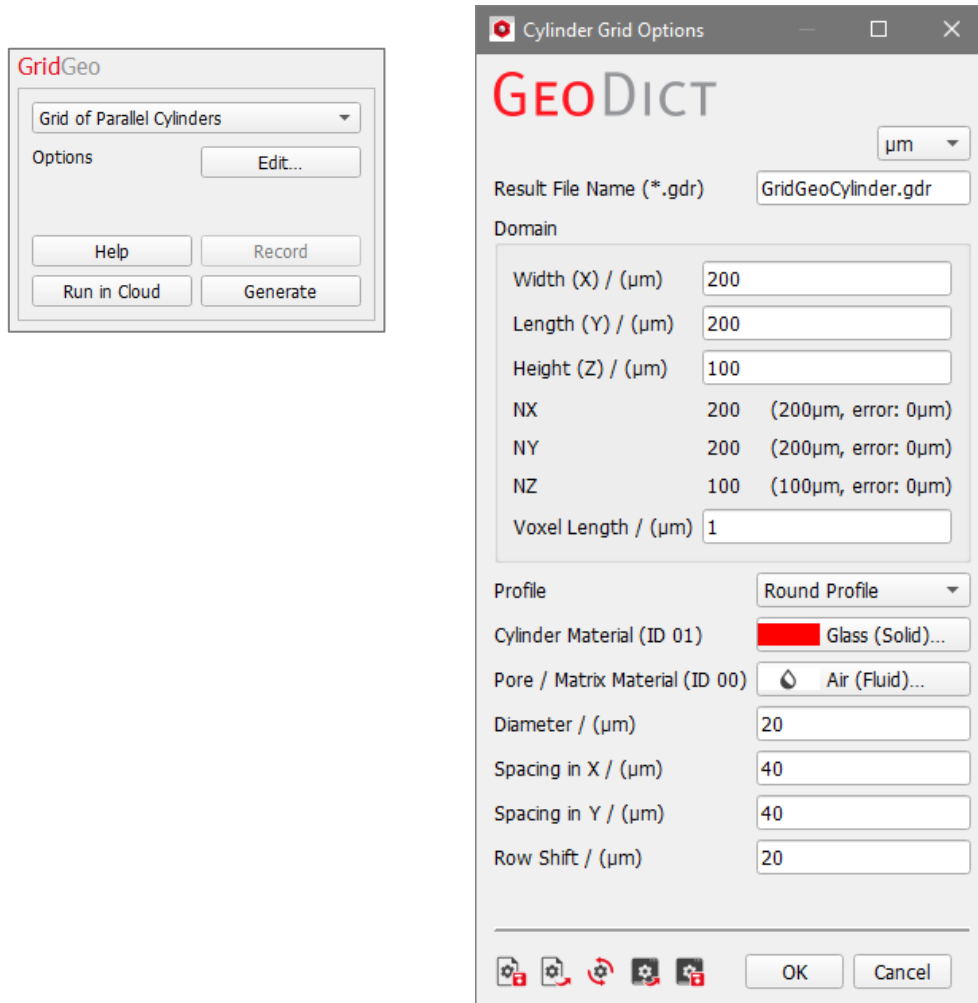 GridGeo
Grid of Parallel Cylinders
Options
Edit...
Help
Record
Run in Cloud
Generate
Cylinder Grid Options
GEODICT
µm
Result File Name (*.gdr) GridGeoCylinder.gdr
Domain
Width (X) / (µm) 200
Length (Y) / (µm) 200
Height (Z) / (µm) 100
NX 200 (200µm, error: 0µm)
NY 200 (200µm, error: 0µm)
NZ 100 (100µm, error: 0µm)
Voxel Length / (µm) 1
Profile Round Profile
Cylinder Material (ID 01) Glass (Solid)...
Pore / Matrix Material (ID 00) Air (Fluid)...
Diameter / (µm) 20
Spacing in X / (µm) 40
Spacing in Y / (µm) 40
Row Shift / (µm) 20
OK Cancel